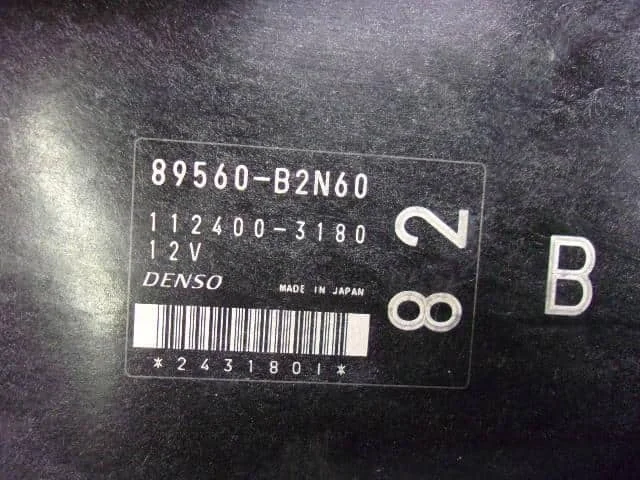 89560-B2N60
112400-3180
12V
DENSO MADE IN JAPAN
*2431801*
82
B